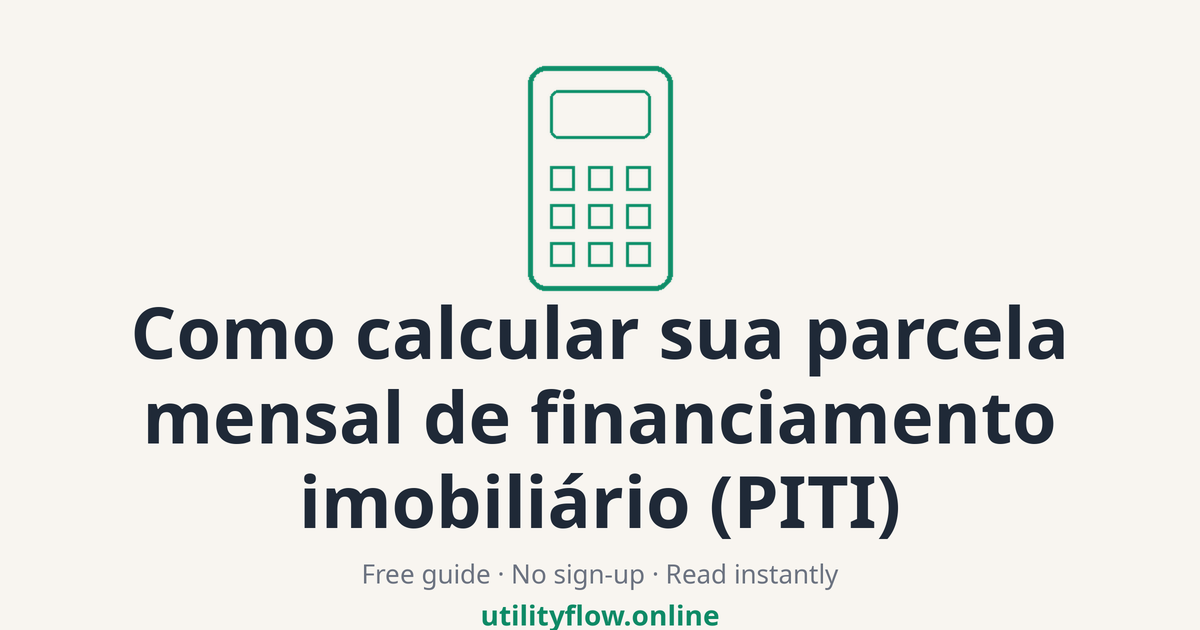 Como calcular sua parcela
mensal de financiamento
imobiliário (PITI)
Free guide · No sign-up · Read instantly
utilityflow.online